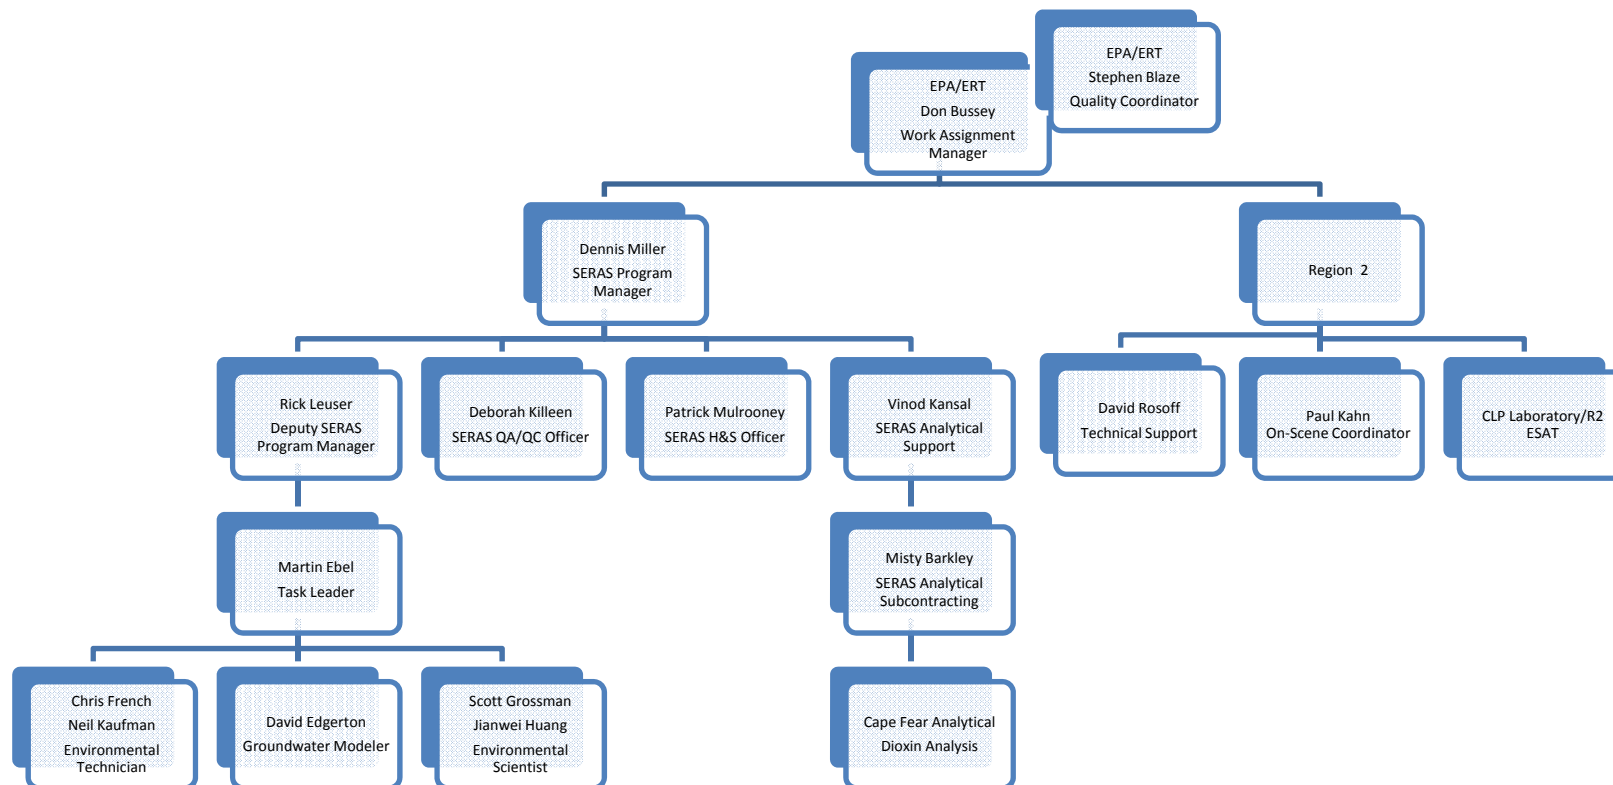 EPA/ERT
Stephen Blaze
Quality Coordinator
EPA/ERT
Don Bussey
Work Assignment
Manager
Dennis Miller
SERAS Program
Manager
Region  2
Rick Leuser
Deputy SERAS
Program Manager
Deborah Killeen
SERAS QA/QC Officer
Patrick Mulrooney
SERAS H&S Officer
Vinod Kansal
SERAS Analytical
Support
David Rosoff
Technical Support
Paul Kahn
On-Scene Coordinator
CLP Laboratory/R2
ESAT
Martin Ebel
Task Leader
Misty Barkley
SERAS Analytical
Subcontracting
Chris French
Neil Kaufman
Environmental
Technician
David Edgerton
Groundwater Modeler
Scott Grossman
Jianwei Huang
Environmental
Scientist
Cape Fear Analytical
Dioxin Analysis